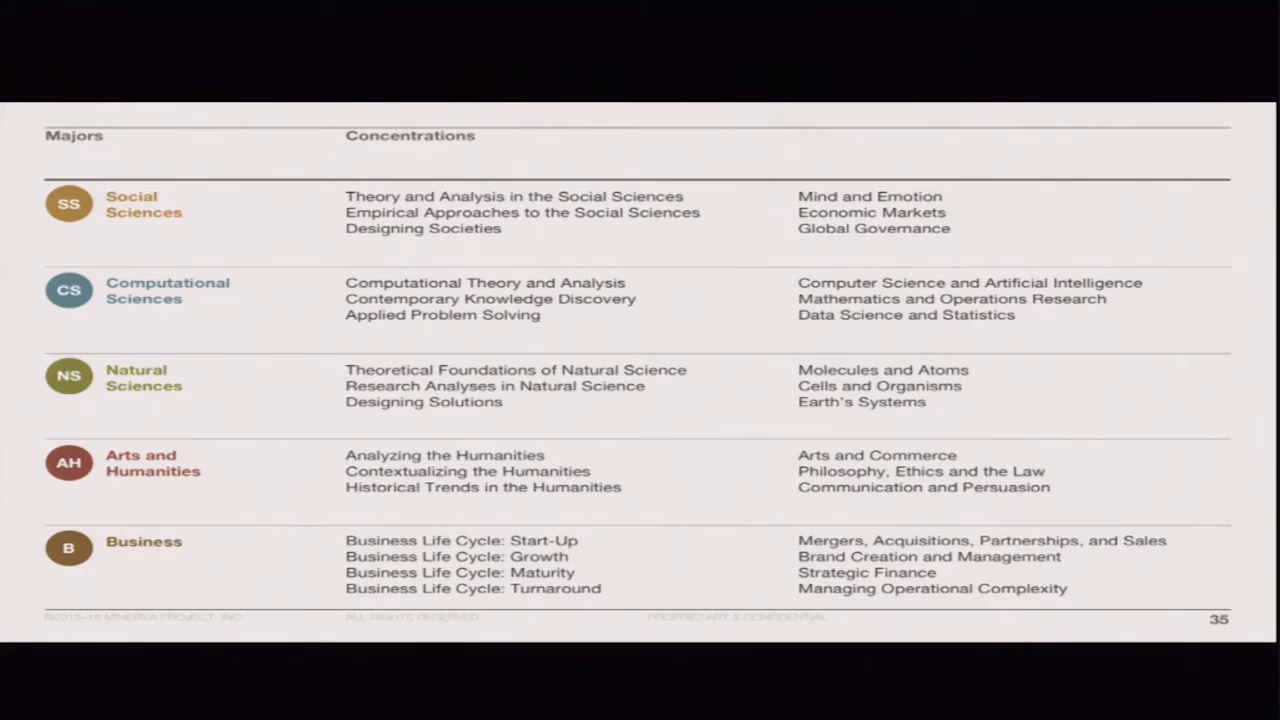 Majors
Concentrations
SS
Social
Sciences
Theory and Analysis in the Social Sciences
Empirical Approaches to the Social Sciences
Designing Societies
Mind and Emotion
Economic Markets
Global Governance
CS
Computational
Sciences
Computational Theory and Analysis
Contemporary Knowledge Discovery
Applied Problem Solving
Computer Science and Artificial Intelligence
Mathematics and Operations Research
Data Science and Statistics
NS
Natural
Sciences
Theoretical Foundations of Natural Science
Research Analyses in Natural Science
Designing Solutions
Molecules and Atoms
Cells and Organisms
Earth's Systems
AH
Arts and
Humanities
Analyzing the Humanities
Contextualizing the Humanities
Historical Trends in the Humanities
Arts and Commerce
Philosophy, Ethics and the Law
Communication and Persuasion
B
Business
Business Life Cycle: Start-Up
Business Life Cycle: Growth
Business Life Cycle: Maturity
Business Life Cycle: Turnaround
Mergers, Acquisitions, Partnerships, and Sales
Brand Creation and Management
Strategic Finance
Managing Operational Complexity
©2015-16 MINERVA PROJECT, INC.
ALL RIGHTS RESERVED
PROPRIETARY & CONFIDENTIAL
35